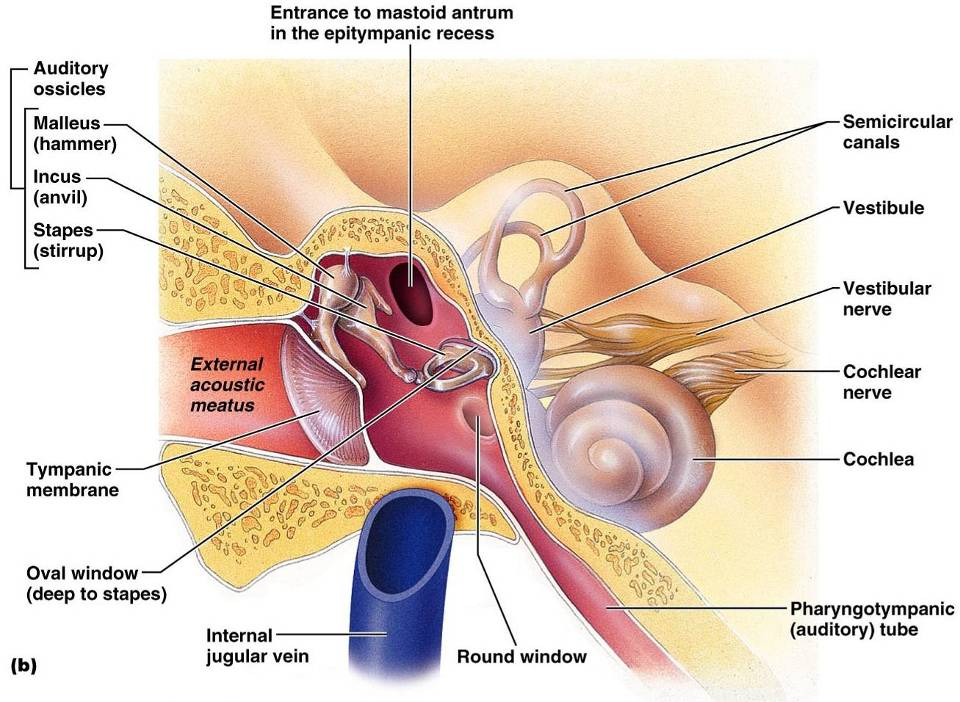 Entrance to mastoid antrum
in the epitympanic recess
Auditory
ossicles
Malleus
(hammer)
Incus
(anvil)
Stapes
(stirrup)
External
acoustic
meatus
Tympanic
membrane
Oval window
(deep to stapes)
Internal
jugular vein
Round window
Semicircular
canals
Vestibule
Vestibular
nerve
Cochlear
nerve
Cochlea
Pharyngotympanic
(auditory) tube
(b)